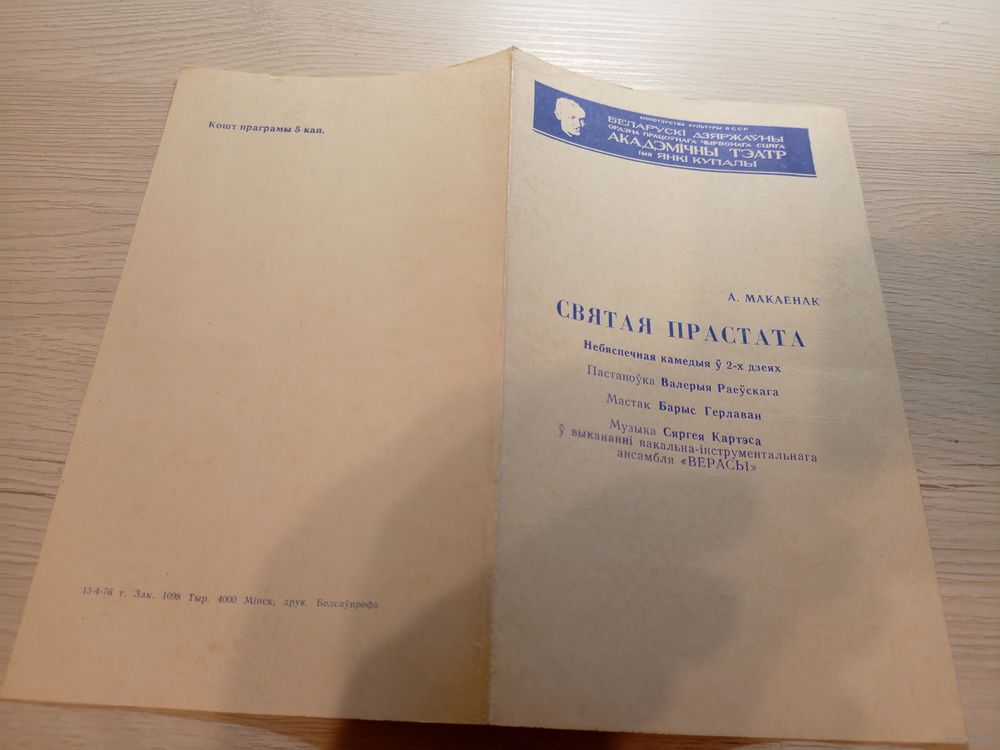 Кошт праграмы 5 кап.
13-4-76 г. Зак. 1098 Тыр. 4000 Мінск, друк. Белсаўпрофа
МІНІСТЭРСТВА КУЛЬТУРЫ БССР
БЕЛАРУСКІ ДЗЯРЖАЎНЫ
ОРДЭНА ПРАЦОЎНАГА ЧЫРВОНАГА СЦЯГА
АКАДЭМІЧНЫ ТЭАТР
ІМЯ ЯНКІ КУПАЛЫ
А. МАКАЕНАК
СВЯТАЯ ПРАСТАТА
Небяспечная камедыя ў 2-х дзеях
Пастаноўка Валерыя Раеўскага
Мастак Барыс Герлаван
Музыка Сяргея Картэса
ў выкананні вакальна-інструментальнага
ансамбля «ВЕРАСЫ»